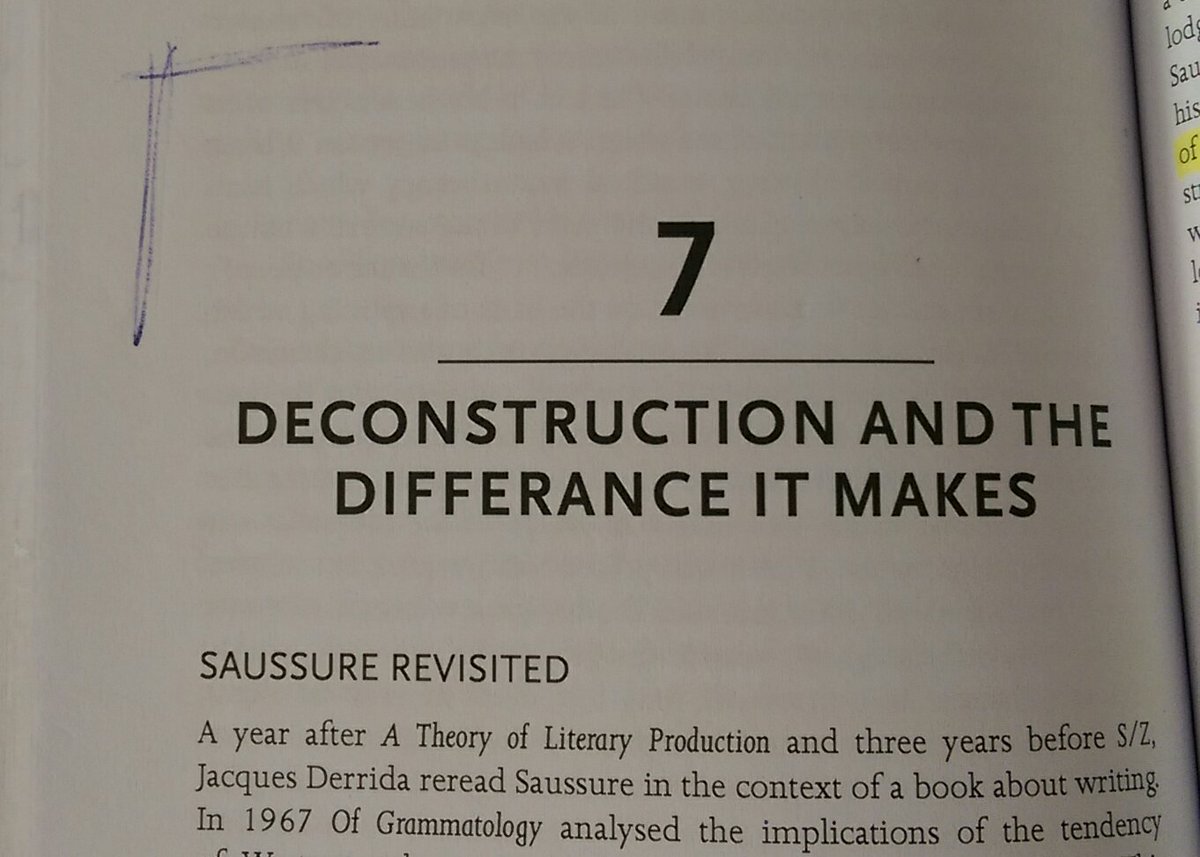 7
DECONSTRUCTION AND THE
DIFFERANCE IT MAKES
SAUSSURE REVISITED
A year after A Theory of Literary Production and three years before S/Z,
Jacques Derrida reread Saussure in the context of a book about writing.
In 1967 Of Grammatology analysed the implications of the tendency
lodg
Sau
his
of